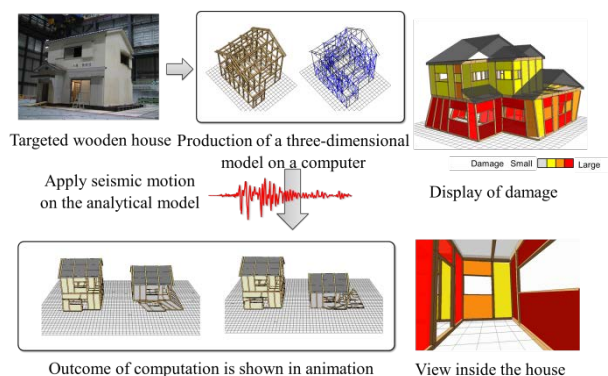 Targeted wooden house
Production of a three-dimensional
model on a computer
Damage Small Large
Display of damage
Apply seismic motion
on the analytical model
Outcome of computation is shown in animation
View inside the house